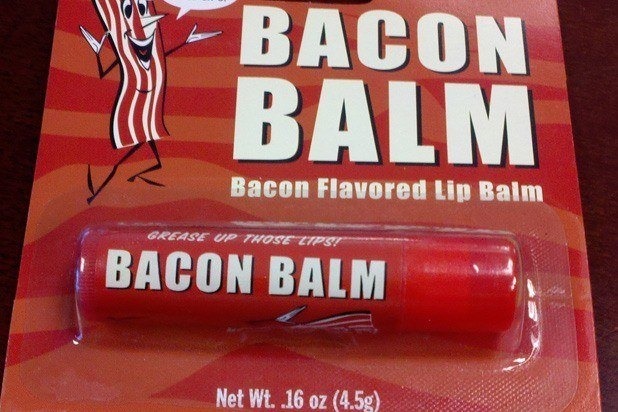 BACON
BALM
Bacon Flavored Lip Balm
GREASE UP THOSE LIPS!
BACON BALM
Net Wt. .16 oz (4.5g)